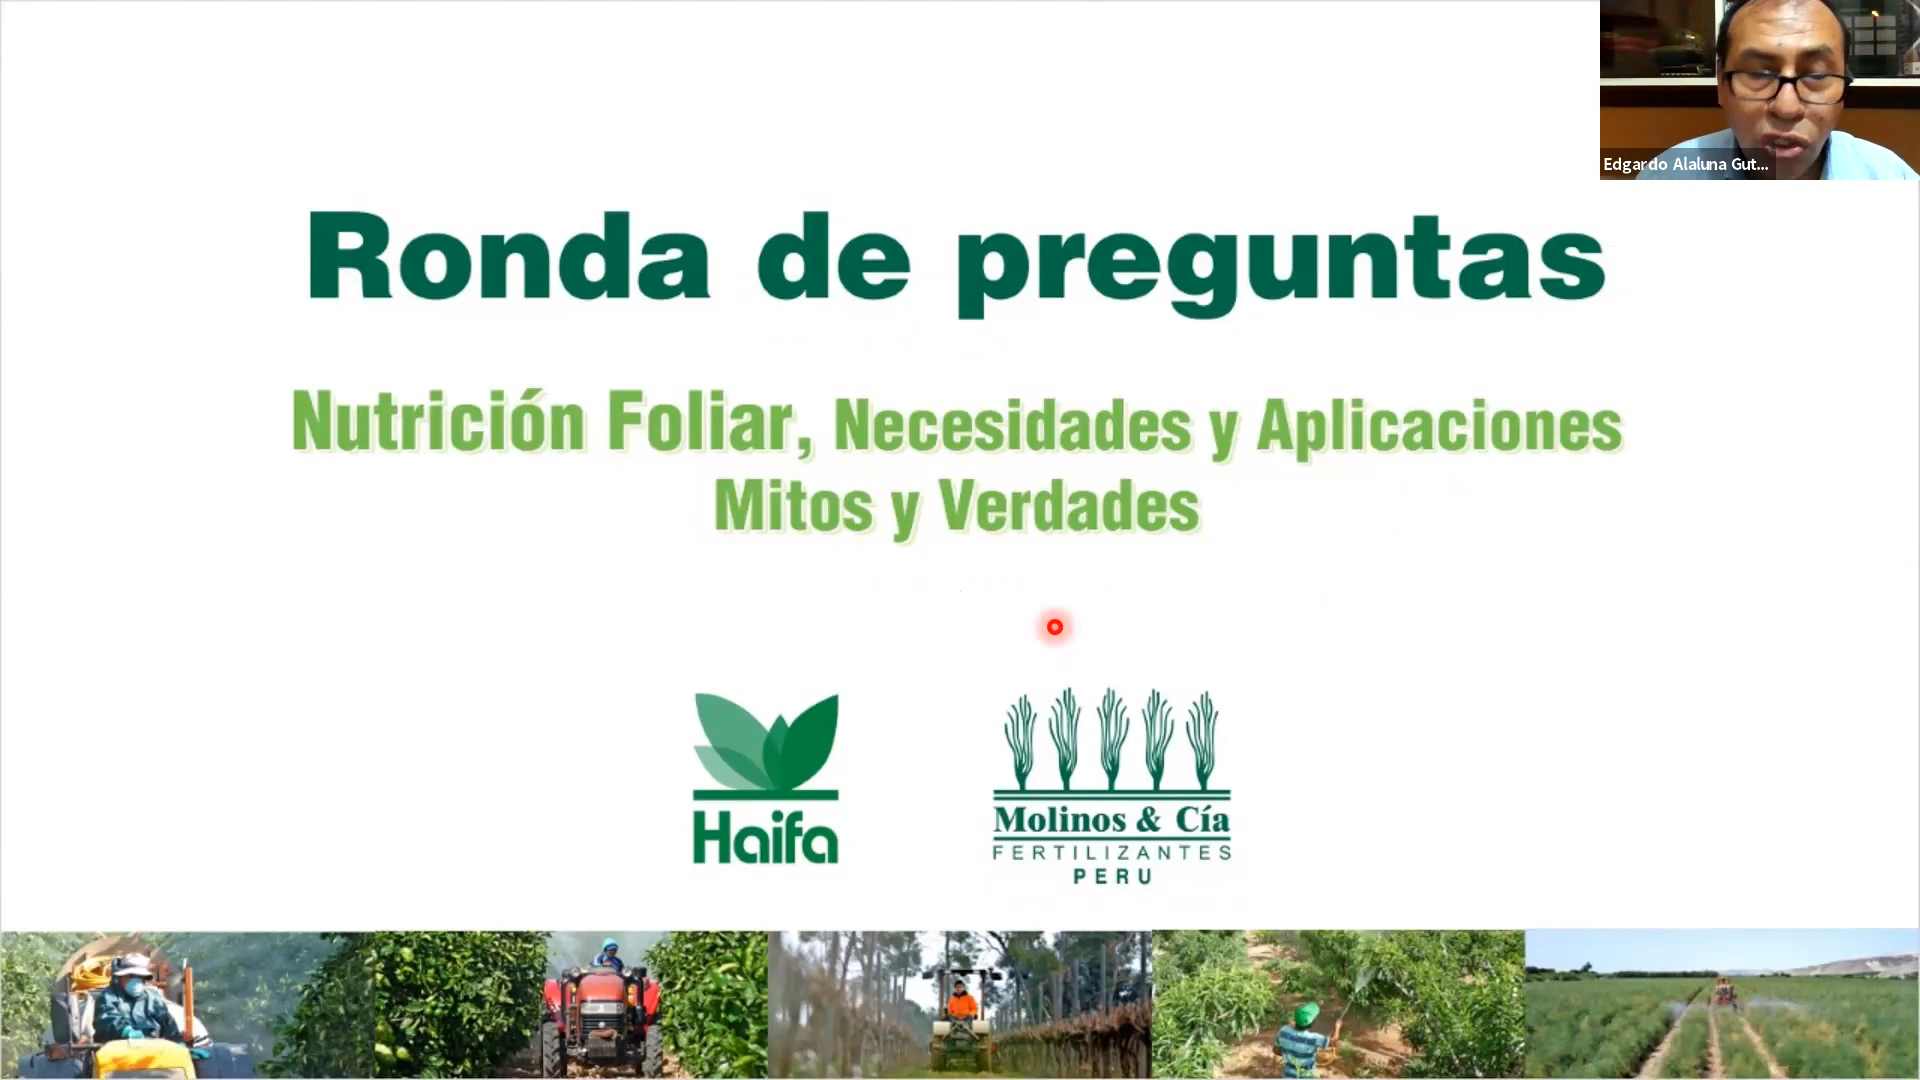 Edgardo Alaluna Gut...
Ronda de preguntas
Nutrición Foliar, Necesidades y Aplicaciones
Mitos y Verdades
Haifa
Molinos & Cía
FERTILIZANTES
PERU